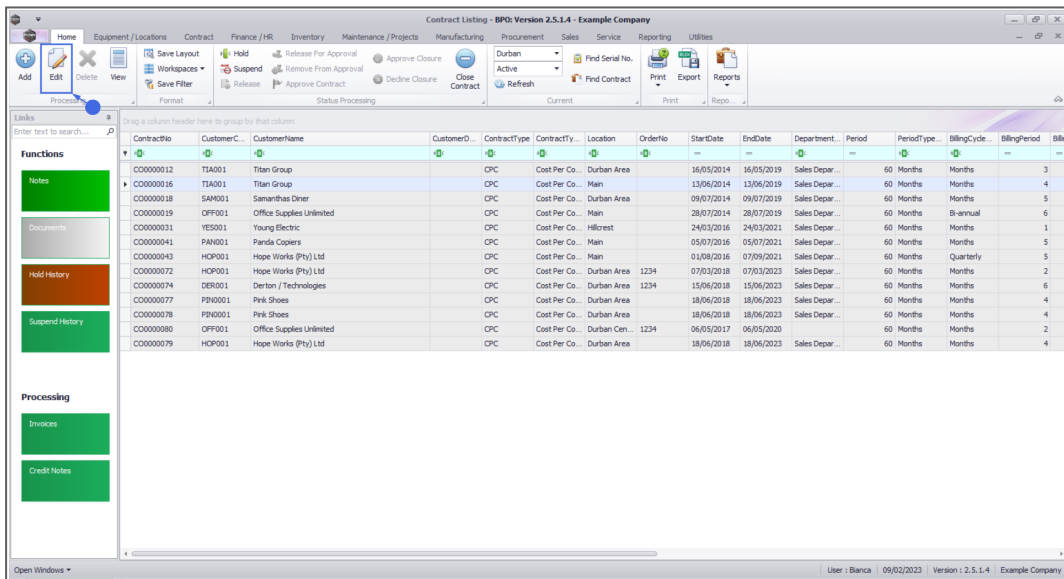 Contract Listing - BPO: Version 2.5.1.4 - Example Company
Home Equipment / Locations Contract Finance / HR Inventory Maintenance / Projects Manufacturing Procurement Sales Service Reporting Utilities
Add Edit Delete View
Processing
Save Layout
Workspaces
Save Filter
Format
Hold Release For Approval Approve Closure
Suspend Remove From Approval
Release Approve Contract Decline Closure
Close Contract
Status Processing
Durban
Active
Refresh
Find Serial No.
Find Contract
Current
Print Export
Print
Reports
Repo...
Links
Enter text to search...
Functions
Notes
Documents
Hold History
Suspend History
Processing
Invoices
Credit Notes
Drag a column header here to group by that column
ContractNo CustomerC... CustomerName CustomerD... ContractType ContractTy... Location OrderNo StartDate EndDate Department... Period PeriodType... BillingCycle... BillingPeriod Billi
CO0000012 TIA001 Titan Group CPC Cost Per Co... Durban Area 16/05/2014 16/05/2019 Sales Depar... 60 Months Months 3
CO0000016 TIA001 Titan Group CPC Cost Per Co... Main 13/06/2014 13/06/2019 Sales Depar... 60 Months Months 4
CO0000018 SAM001 Samanthas Diner CPC Cost Per Co... Durban Area 09/07/2014 09/07/2019 Sales Depar... 60 Months Months 5
CO0000019 OFF001 Office Supplies Unlimited CPC Cost Per Co... Main 28/07/2014 28/07/2019 Sales Depar... 60 Months Bi-annual 6
CO0000031 YES001 Young Electric CPC Cost Per Co... Hillcrest 24/03/2016 24/03/2021 Sales Depar... 60 Months Months 1
CO0000041 PAN001 Panda Copiers CPC Cost Per Co... Main 05/07/2016 05/07/2021 Sales Depar... 60 Months Months 5
CO0000043 HOP001 Hope Works (Pty) Ltd CPC Cost Per Co... Main 01/08/2016 07/09/2021 Sales Depar... 60 Months Quarterly 5
CO0000072 HOP001 Hope Works (Pty) Ltd CPC Cost Per Co... Durban Area 1234 07/03/2018 07/03/2023 Sales Depar... 60 Months Months 2
CO0000074 DER001 Derton / Technologies CPC Cost Per Co... Durban Area 1234 15/06/2018 15/06/2023 Sales Depar... 60 Months Months 6
CO0000077 PIN0001 Pink Shoes CPC Cost Per Co... Durban Area 18/06/2018 18/06/2023 Sales Depar... 60 Months Months 4
CO0000078 PIN0001 Pink Shoes CPC Cost Per Co... Durban Area 18/06/2018 18/06/2023 Sales Depar... 60 Months Months 4
CO0000080 OFF001 Office Supplies Unlimited CPC Cost Per Co... Durban Cen... 1234 06/05/2017 06/05/2020 60 Months Months 2
CO0000079 HOP001 Hope Works (Pty) Ltd CPC Cost Per Co... Durban Area 18/06/2018 18/06/2023 Sales Depar... 60 Months Months 4
Open Windows User : Bianca 09/02/2023 Version : 2.5.1.4 Example Company